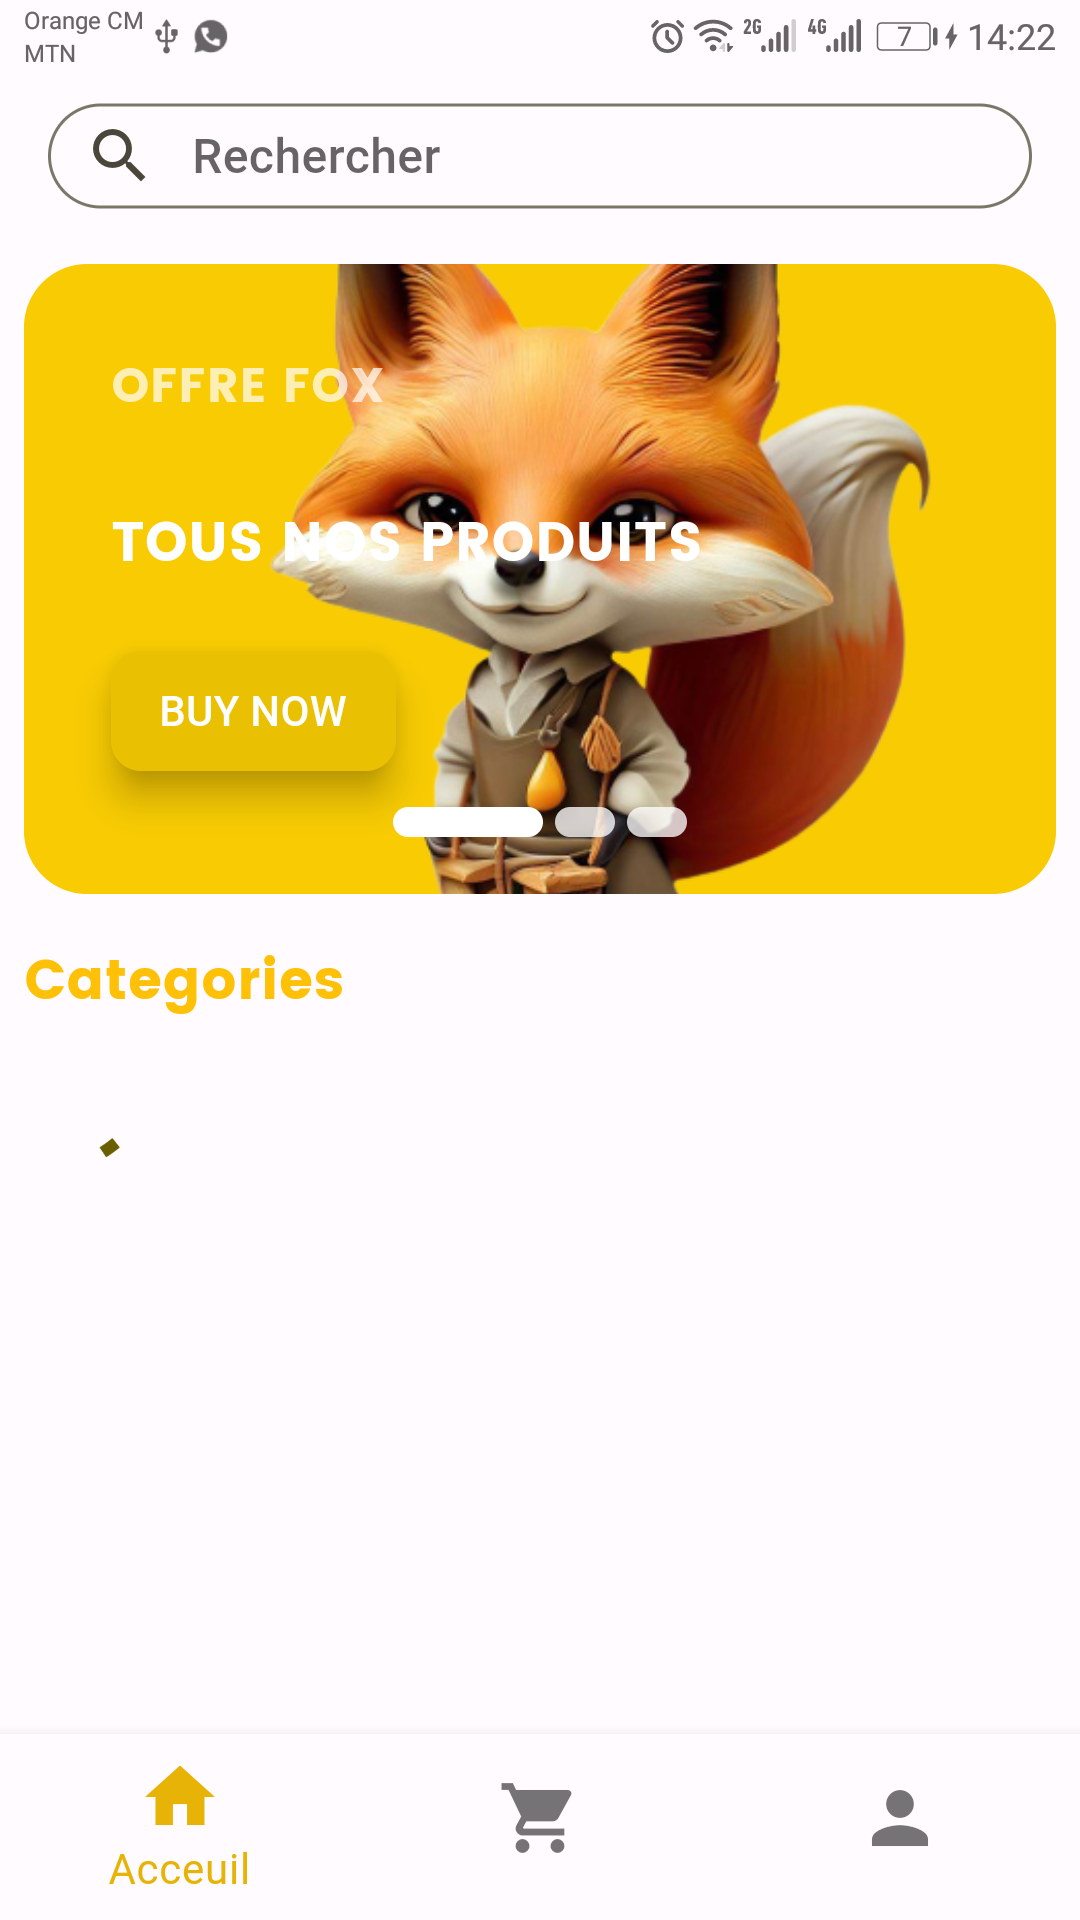 Orange CM
MTN
2G 4G 7 14:22
Rechercher
OFFRE FOX
TOUS NOS PRODUITS
BUY NOW
Categories
Acceuil